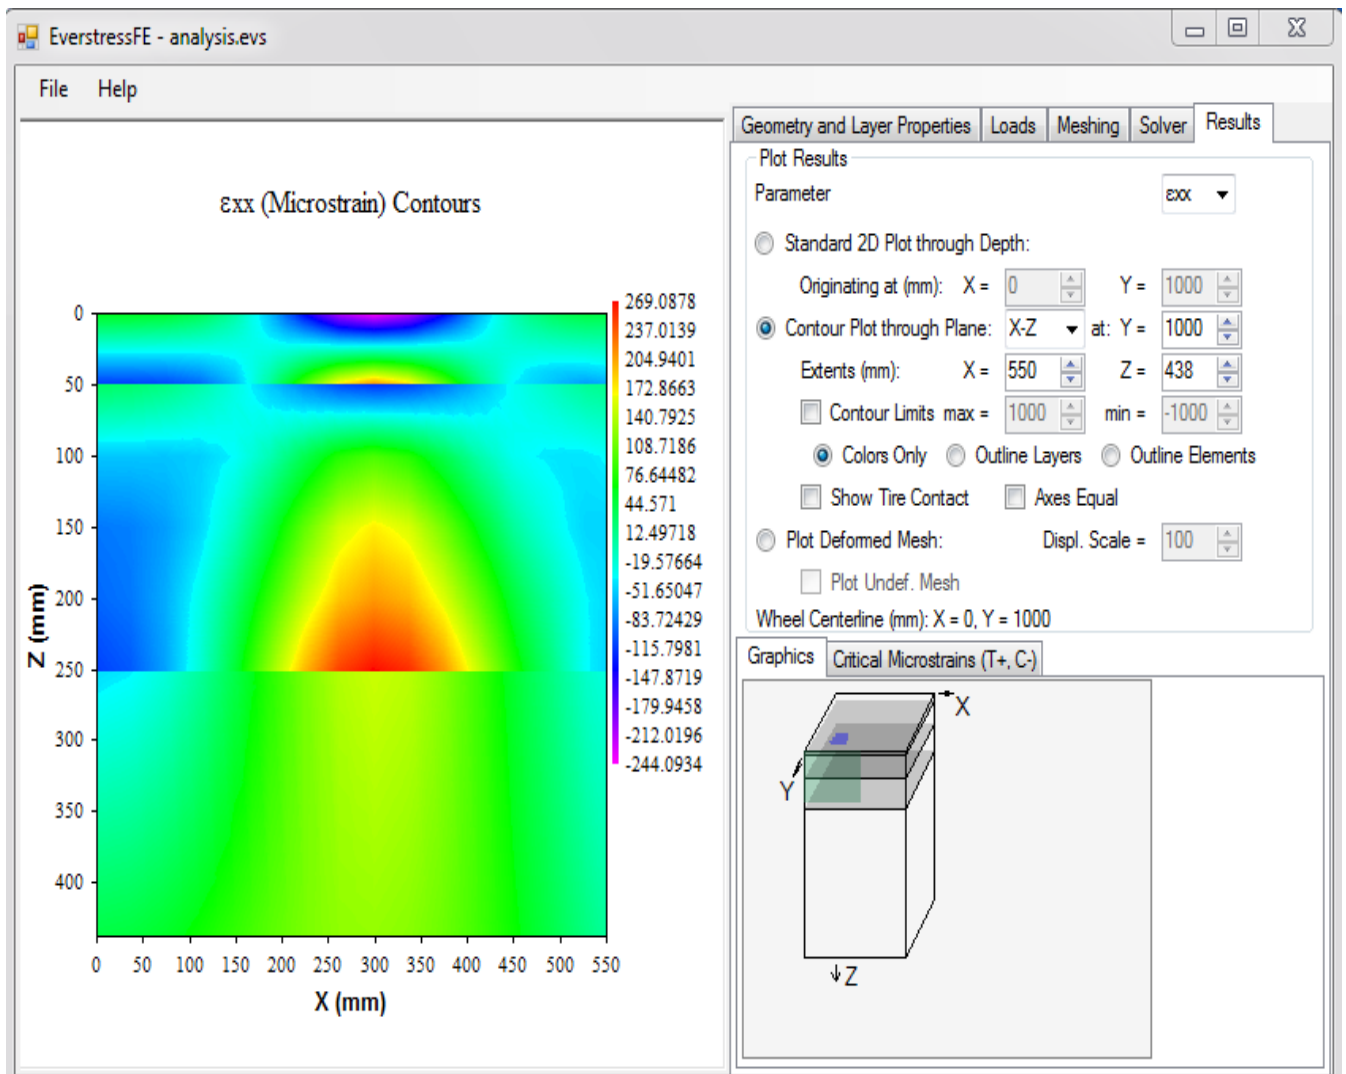 EverstressFE - analysis.evs
File Help
Geometry and Layer Properties Loads Meshing Solver Results
Plot Results
Parameter εxx
Standard 2D Plot through Depth:
Originating at (mm): X = 0 Y = 1000
Contour Plot through Plane: X-Z at: Y = 1000
Extents (mm): X = 550 Z = 438
Contour Limits max = 1000 min = -1000
Colors Only Outline Layers Outline Elements
Show Tire Contact Axes Equal
Plot Deformed Mesh: Displ. Scale = 100
Plot Undef. Mesh
Wheel Centerline (mm): X = 0, Y = 1000
Graphics Critical Microstrains (T+, C-)
X
Y
Z
εxx (Microstrain) Contours
269.0878
237.0139
204.9401
172.8663
140.7925
108.7186
76.64482
44.571
12.49718
-19.57664
-51.65047
-83.72429
-115.7981
-147.8719
-179.9458
-212.0196
-244.0934
0
50
100
150
200
250
300
350
400
Z (mm)
0 50 100 150 200 250 300 350 400 450 500 550
X (mm)